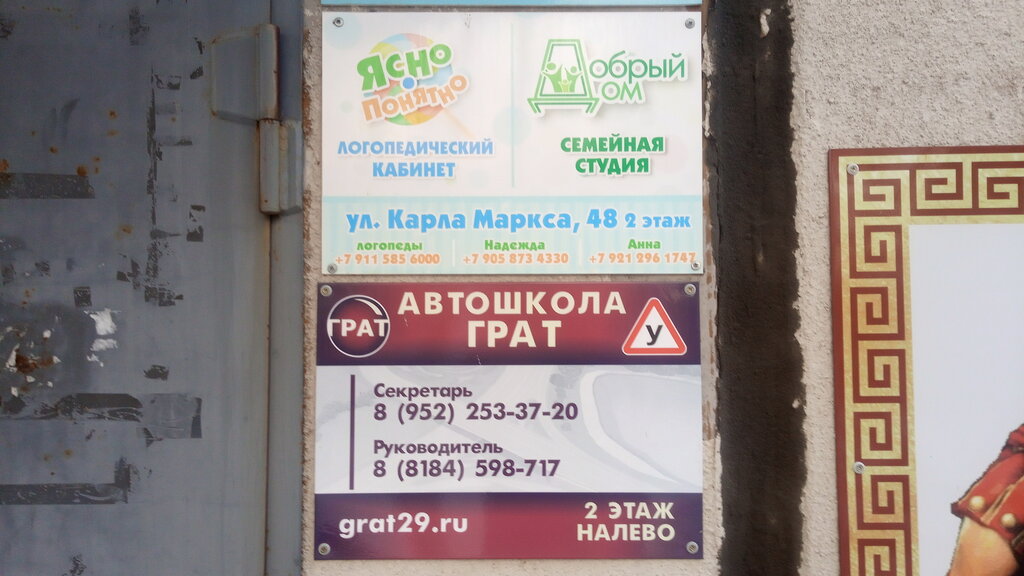 Ясно
Понятно
ЛОГОПЕДИЧЕСКИЙ
КАБИНЕТ
Добрый
Дом
СЕМЕЙНАЯ
СТУДИЯ
ул. Карла Маркса, 48 2 этаж
логопеды Надежда Анна
+7 911 585 6000 +7 905 873 4330 +7 921 296 1747
ГРАТ
АВТОШКОЛА
ГРАТ
У
Секретарь
8 (952) 253-37-20
Руководитель
8 (8184) 598-717
grat29.ru
2 ЭТАЖ
НАЛЕВО